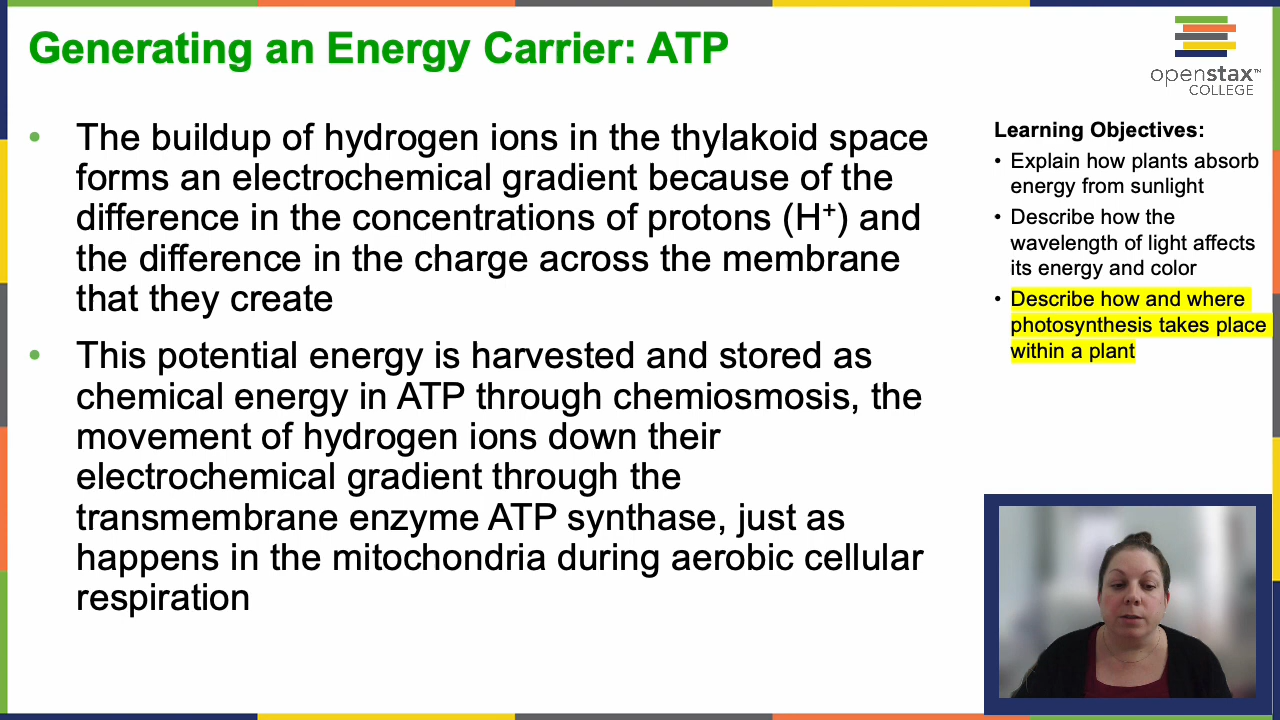 Generating an Energy Carrier: ATP
openstax™
COLLEGE
• The buildup of hydrogen ions in the thylakoid space
forms an electrochemical gradient because of the
difference in the concentrations of protons (H⁺) and
the difference in the charge across the membrane
that they create
• This potential energy is harvested and stored as
chemical energy in ATP through chemiosmosis, the
movement of hydrogen ions down their
electrochemical gradient through the
transmembrane enzyme ATP synthase, just as
happens in the mitochondria during aerobic cellular
respiration
Learning Objectives:
• Explain how plants absorb
energy from sunlight
• Describe how the
wavelength of light affects
its energy and color
• Describe how and where
photosynthesis takes place
within a plant